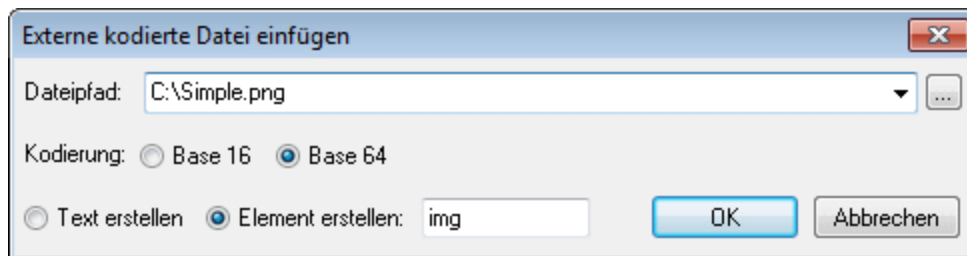 Externe kodierte Datei einfügen
Dateipfad: C:\Simple.png ...
Kodierung: Base 16 Base 64
Text erstellen Element erstellen: img OK Abbrechen